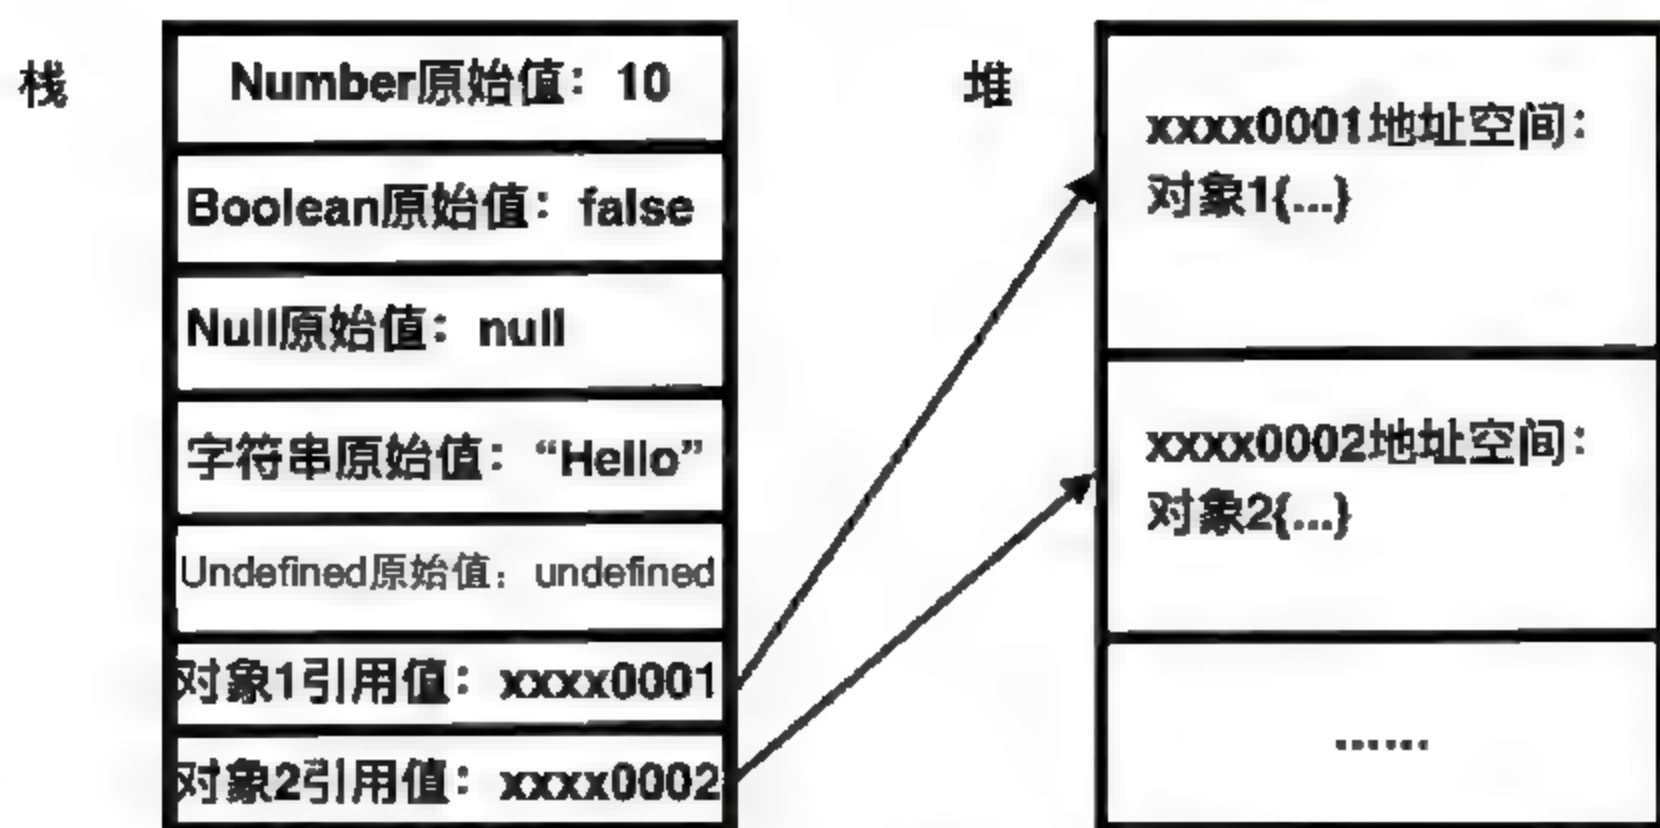 栈
Number原始值：10
Boolean原始值：false
Null原始值：null
字符串原始值：“Hello”
Undefined原始值：undefined
对象1引用值：xxxx0001
对象2引用值：xxxx0002
堆
xxxx0001地址空间：
对象1{...}
xxxx0002地址空间：
对象2{...}
……